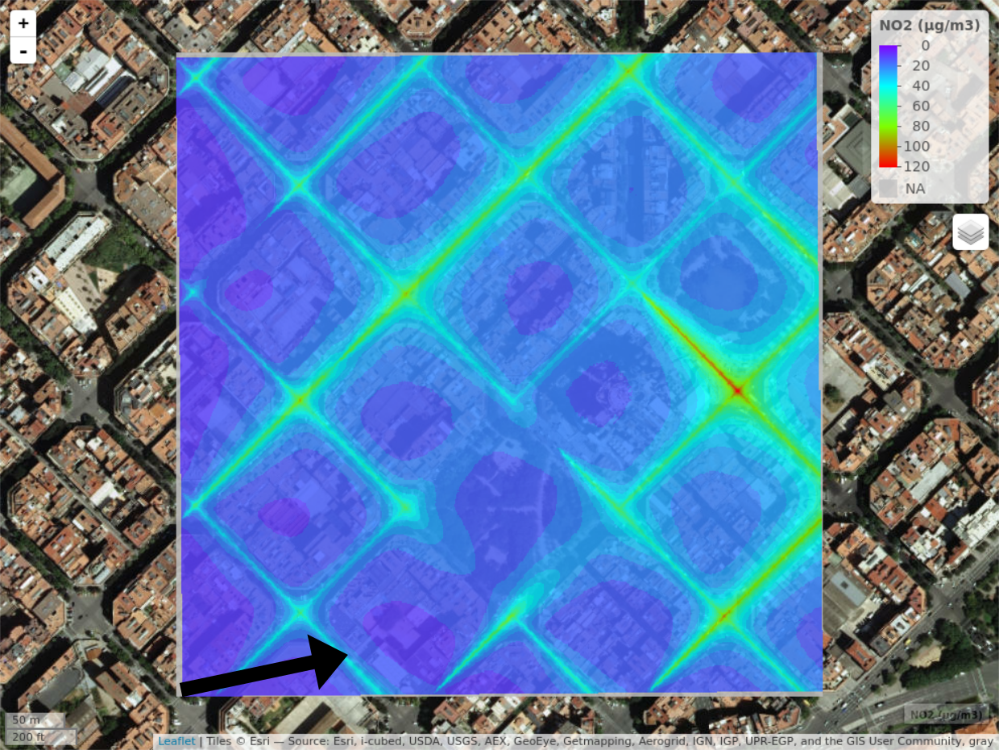 +
-
NO2 (µg/m3)
0
20
40
60
80
100
120
NA
50 m
200 ft
NO2 (µg/m3)
Leaflet | Tiles © Esri — Source: Esri, i-cubed, USDA, USGS, AEX, GeoEye, Getmapping, Aerogrid, IGN, IGP, UPR-EGP, and the GIS User Community, gray